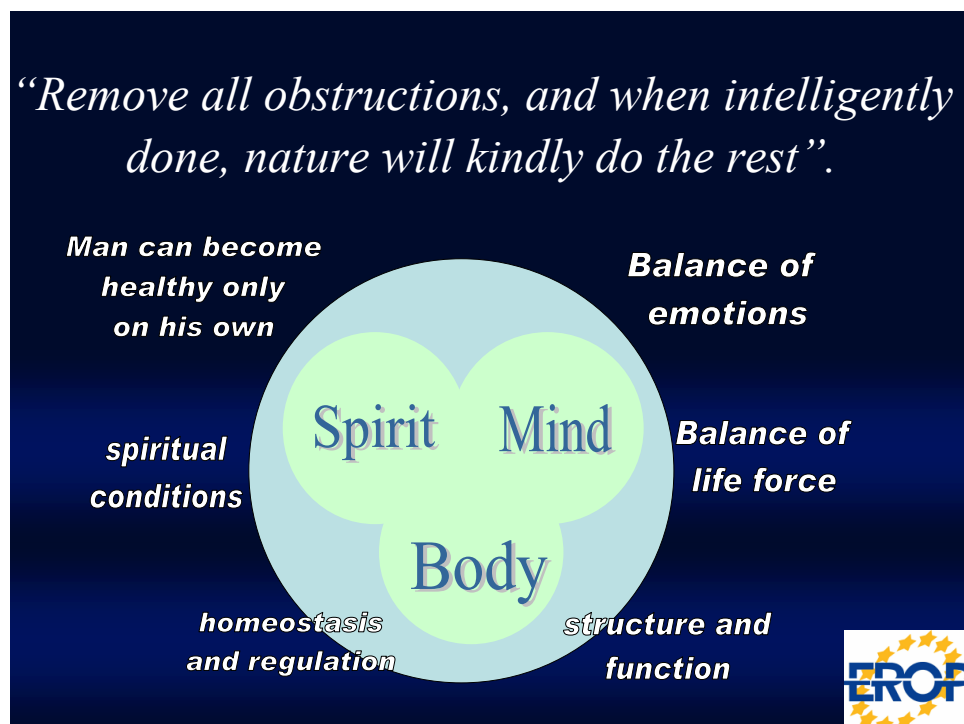 “Remove all obstructions, and when intelligently
done, nature will kindly do the rest”.
Man can become
healthy only
on his own
Balance of
emotions
Spirit
Mind
spiritual
conditions
Balance of
life force
Body
homeostasis
and regulation
structure and
function
EROP